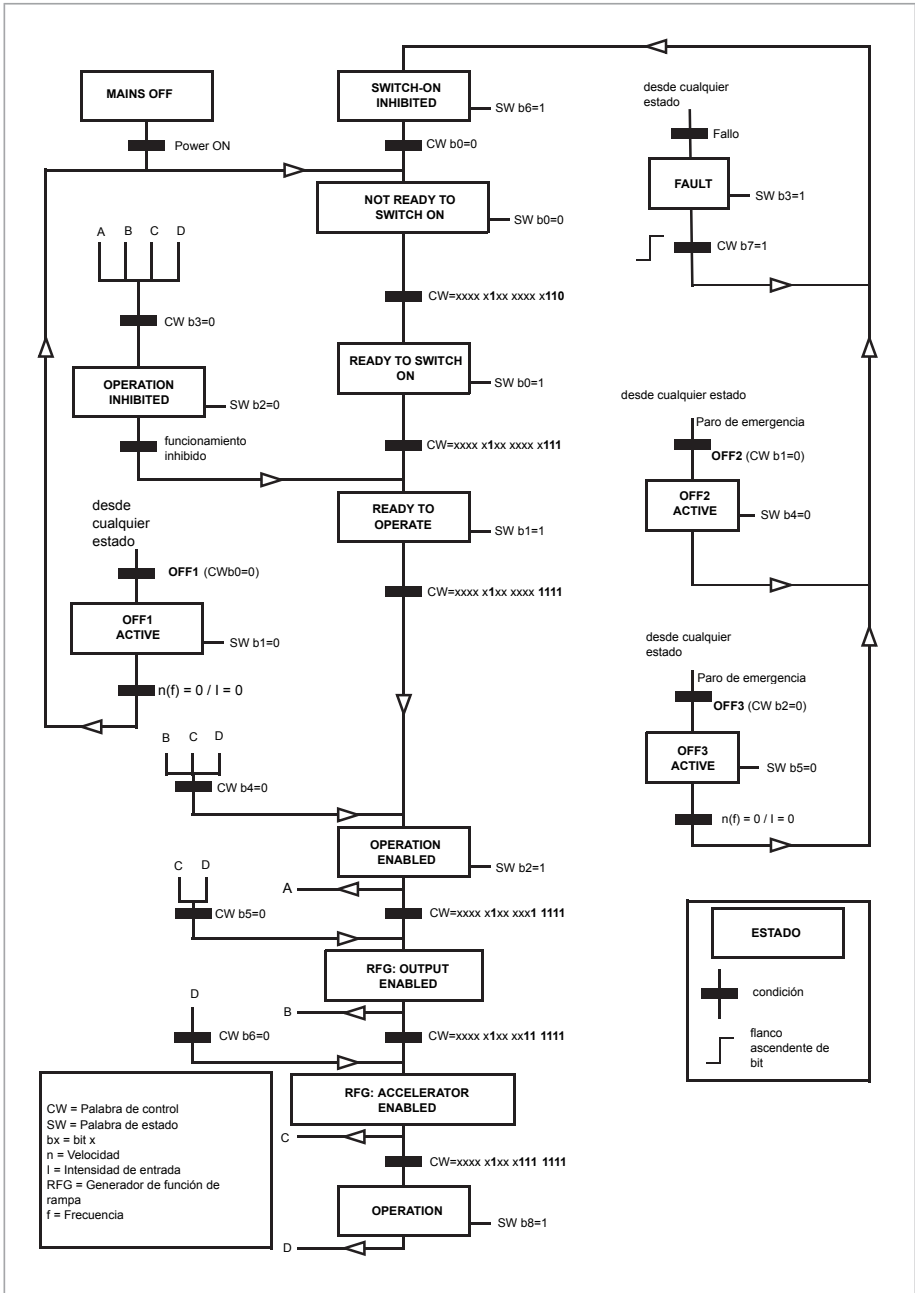 MAINS OFF
Power ON
SWITCH-ON
INHIBITED
SW b6=1
CW b0=0
NOT READY TO
SWITCH ON
SW b0=0
CW=xxxx x1xx xxxx x110
READY TO SWITCH
ON
SW b0=1
CW=xxxx x1xx xxxx x111
READY TO
OPERATE
SW b1=1
CW=xxxx x1xx xxxx 1111
A B C D
CW b3=0
OPERATION
INHIBITED
SW b2=0
funcionamiento
inhibido
desde
cualquier
estado
OFF1 (CWb0=0)
OFF1
ACTIVE
SW b1=0
n(f) = 0 / I = 0
B C D
CW b4=0
OPERATION
ENABLED
SW b2=1
A
C D
CW b5=0
CW=xxxx x1xx xxx1 1111
RFG: OUTPUT
ENABLED
B
D
CW b6=0
CW=xxxx x1xx xx11 1111
RFG: ACCELERATOR
ENABLED
C
CW=xxxx x1xx x111 1111
OPERATION
SW b8=1
D
desde cualquier
estado
Fallo
FAULT
SW b3=1
CW b7=1
desde cualquier estado
Paro de emergencia
OFF2 (CW b1=0)
OFF2
ACTIVE
SW b4=0
desde cualquier
estado
Paro de emergencia
OFF3 (CW b2=0)
OFF3
ACTIVE
SW b5=0
n(f) = 0 / I = 0
ESTADO
condición
flanco
ascendente de
bit
CW = Palabra de control
SW = Palabra de estado
bx = bit x
n = Velocidad
I = Intensidad de entrada
RFG = Generador de función de
rampa
f = Frecuencia